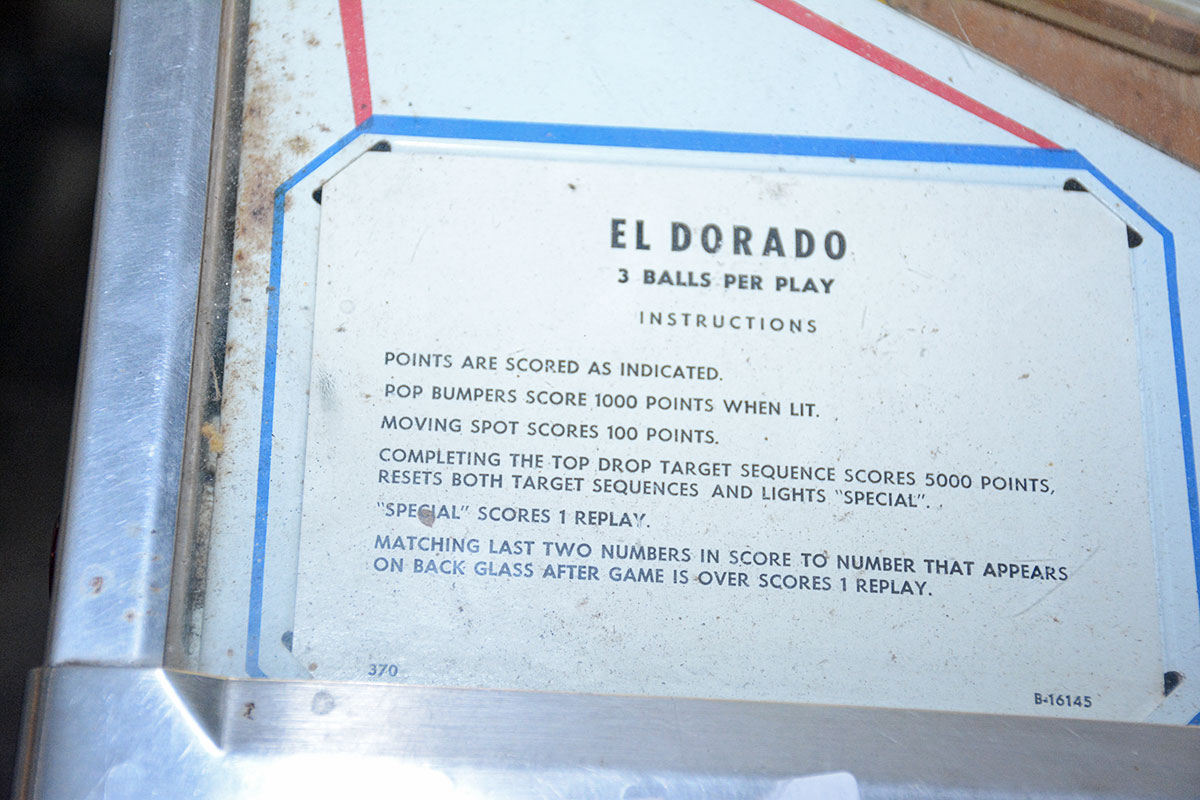 EL DORADO
3 BALLS PER PLAY
INSTRUCTIONS
POINTS ARE SCORED AS INDICATED.
POP BUMPERS SCORE 1000 POINTS WHEN LIT.
MOVING SPOT SCORES 100 POINTS.
COMPLETING THE TOP DROP TARGET SEQUENCE SCORES 5000 POINTS,
RESETS BOTH TARGET SEQUENCES AND LIGHTS "SPECIAL".
"SPECIAL" SCORES 1 REPLAY.
MATCHING LAST TWO NUMBERS IN SCORE TO NUMBER THAT APPEARS
ON BACK GLASS AFTER GAME IS OVER SCORES 1 REPLAY.
370
B-16145